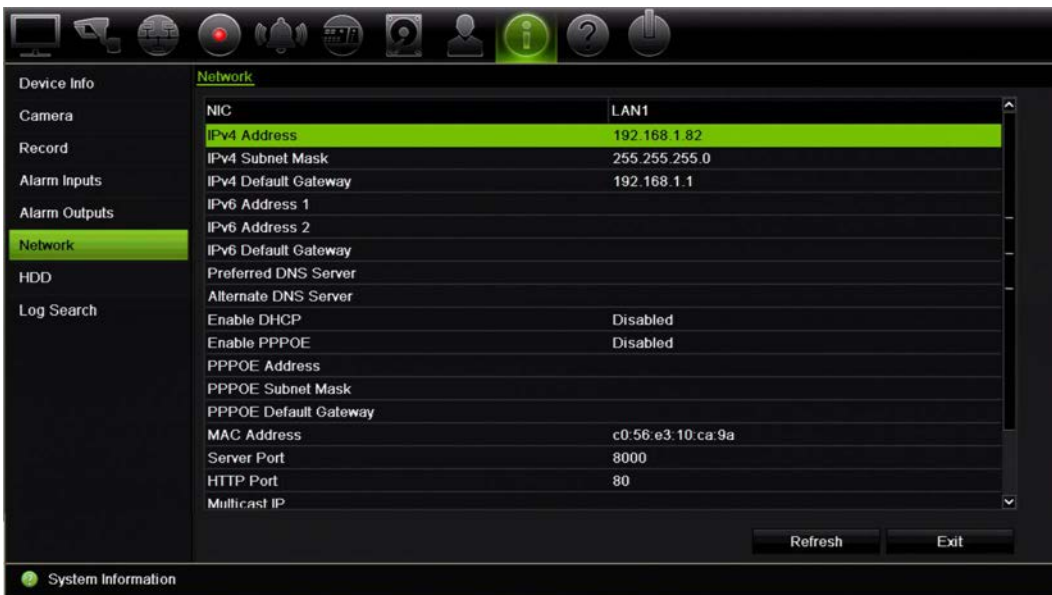 Device Info
Camera
Record
Alarm Inputs
Alarm Outputs
Network
HDD
Log Search
Network
NIC LAN1
IPv4 Address 192.168.1.82
IPv4 Subnet Mask 255.255.255.0
IPv4 Default Gateway 192.168.1.1
IPv6 Address 1
IPv6 Address 2
IPv6 Default Gateway
Preferred DNS Server
Alternate DNS Server
Enable DHCP Disabled
Enable PPPOE Disabled
PPPOE Address
PPPOE Subnet Mask
PPPOE Default Gateway
MAC Address c0:56:e3:10:ca:9a
Server Port 8000
HTTP Port 80
Multicast IP
Refresh Exit
System Information